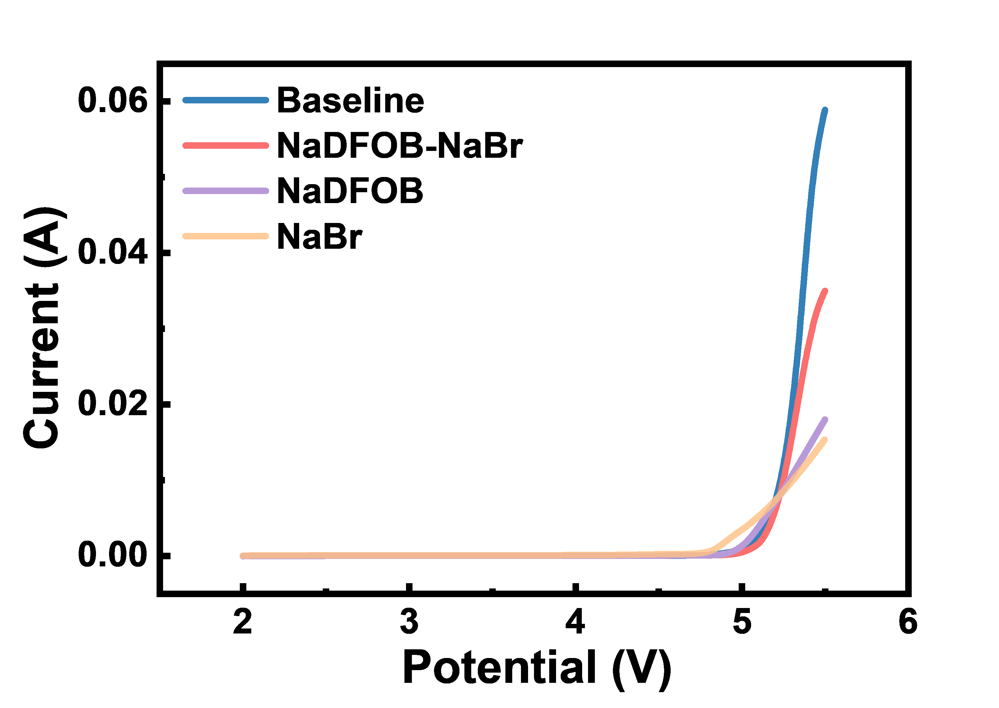 0.06
0.04
0.02
0.00
Current (A)
Baseline
NaDFOB-NaBr
NaDFOB
NaBr
2 3 4 5 6
Potential (V)